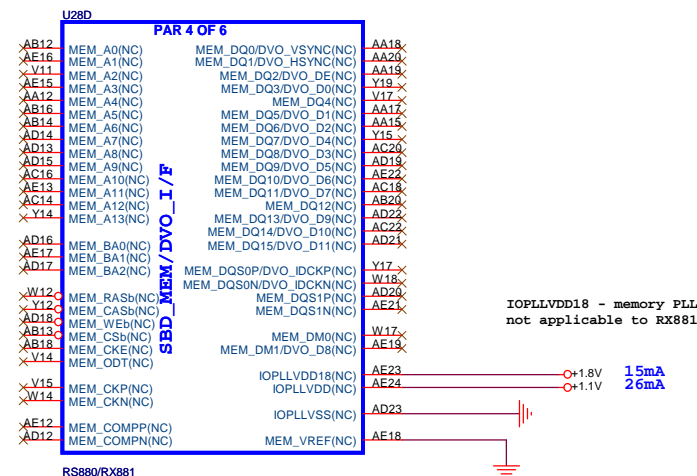 U28D
PAR 4 OF 6
AB12 MEM_A0(NC) MEM_DQ0/DVO_VSYNC(NC) AA18
AE16 MEM_A1(NC) MEM_DQ1/DVO_HSYNC(NC) AA20
V11 MEM_A2(NC) MEM_DQ2/DVO_DE(NC) AA19
AE15 MEM_A3(NC) MEM_DQ3/DVO_D0(NC) Y19
AA12 MEM_A4(NC) MEM_DQ4(NC) V17
AB16 MEM_A5(NC) MEM_DQ5/DVO_D1(NC) AA17
AB14 MEM_A6(NC) MEM_DQ6/DVO_D2(NC) AA15
AD14 MEM_A7(NC) MEM_DQ7/DVO_D4(NC) Y15
AD13 MEM_A8(NC) MEM_DQ8/DVO_D3(NC) AC20
AD15 MEM_A9(NC) MEM_DQ9/DVO_D5(NC) AD19
AC16 MEM_A10(NC) MEM_DQ10/DVO_D6(NC) AE22
AE13 MEM_A11(NC) MEM_DQ11/DVO_D7(NC) AC18
AC14 MEM_A12(NC) MEM_DQ12(NC) AB20
Y14 MEM_A13(NC) MEM_DQ13/DVO_D9(NC) AD22
MEM_DQ14/DVO_D10(NC) AC22
AD16 MEM_BA0(NC) MEM_DQ15/DVO_D11(NC) AD21
AE17 MEM_BA1(NC)
AD17 MEM_BA2(NC) MEM_DQS0P/DVO_IDCKP(NC) Y17
MEM_DQS0N/DVO_IDCKN(NC) W18
W12 MEM_RASb(NC) MEM_DQS1P(NC) AD20
Y12 MEM_CASb(NC) MEM_DQS1N(NC) AE21
AD18 MEM_WEb(NC)
AB13 MEM_CSb(NC) MEM_DM0(NC) W17
AB18 MEM_CKE(NC) MEM_DM1/DVO_D8(NC) AE19
V14 MEM_ODT(NC)
SBD_MEM/DVO_I/F
IOPLLVDD18 - memory PLL
not applicable to RX881
IOPLLVDD18(NC) AE23 +1.8V 15mA
V15 MEM_CKP(NC) IOPLLVDD(NC) AE24 +1.1V 26mA
W14 MEM_CKN(NC)
IOPLLVSS(NC) AD23
AE12 MEM_COMPP(NC)
AD12 MEM_COMPN(NC) MEM_VREF(NC) AE18
RS880/RX881